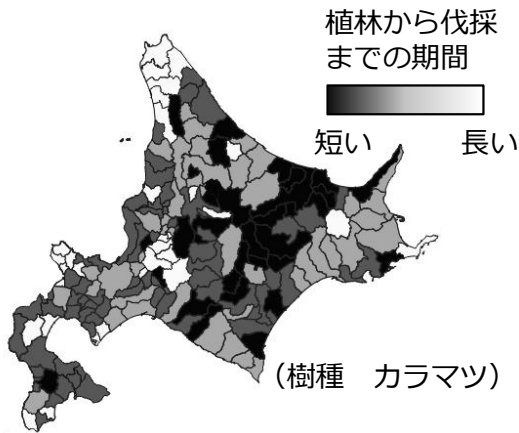 植林から伐採
までの期間
短い　長い
（樹種　カラマツ）